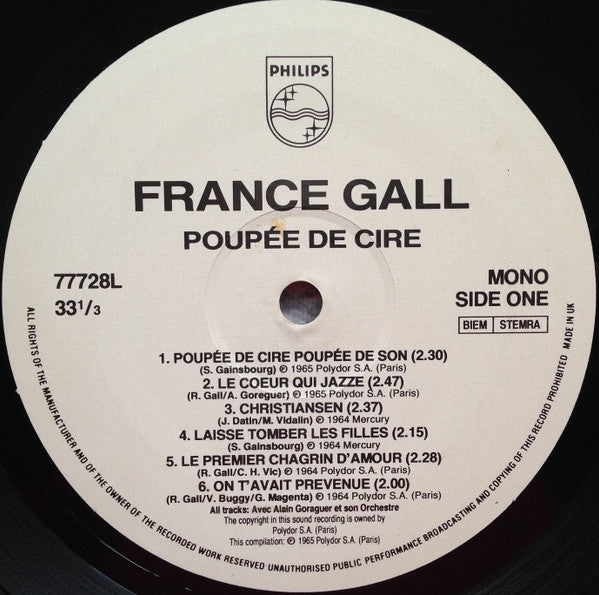 PHILIPS
FRANCE GALL
POUPÉE DE CIRE
77728L
33¹/₃
MONO
SIDE ONE
BIEM STEMRA
1. POUPÉE DE CIRE POUPÉE DE SON (2.30)
(S. Gainsbourg) ℗ 1965 Polydor S.A. (Paris)
2. LE COEUR QUI JAZZE (2.47)
(R. Gall/A. Goreguer) ℗ 1965 Polydor S.A. (Paris)
3. CHRISTIANSEN (2.37)
(J. Datin/M. Vidalin) ℗ 1964 Mercury
4. LAISSE TOMBER LES FILLES (2.15)
(S. Gainsbourg) ℗ 1964 Mercury
5. LE PREMIER CHAGRIN D'AMOUR (2.28)
(R. Gall/C. H. Vic) ℗ 1964 Polydor S.A. (Paris)
6. ON T'AVAIT PREVENUE (2.00)
(R. Gall/V. Buggy/G. Magenta) ℗ 1964 Polydor S.A. (Paris)
All tracks: Avec Alain Goraguer et son Orchestre
The copyright in this sound recording is owned by
Polydor S.A. (Paris)
This compilation: ℗ 1965 Polydor S.A. (Paris)
ALL RIGHTS OF THE MANUFACTURER AND OF THE OWNER OF THE RECORDED WORK RESERVED UNAUTHORISED PUBLIC PERFORMANCE BROADCASTING AND COPYING OF THIS RECORD PROHIBITED MADE IN UK